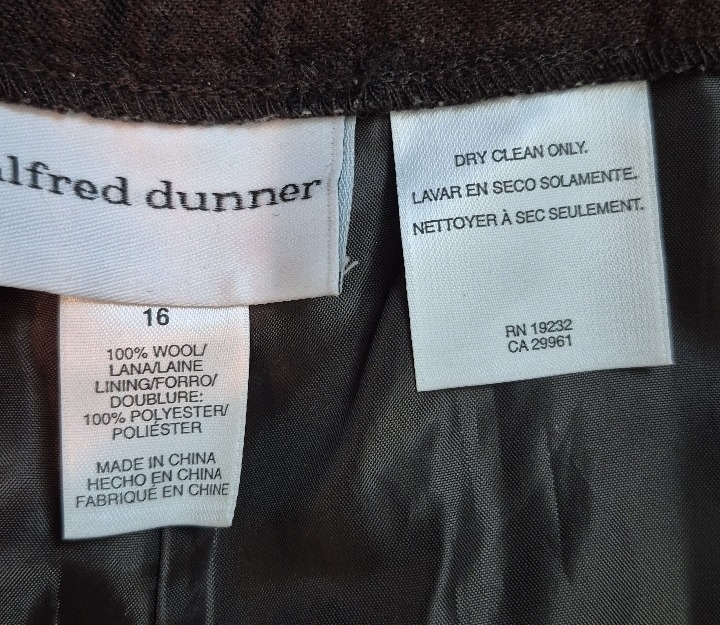 alfred dunner
16
100% WOOL/
LANA/LAINE
LINING/FORRO/
DOUBLURE:
100% POLYESTER/
POLIÉSTER
MADE IN CHINA
HECHO EN CHINA
FABRIQUÉ EN CHINE
DRY CLEAN ONLY.
LAVAR EN SECO SOLAMENTE.
NETTOYER À SEC SEULEMENT.
RN 19232
CA 29961